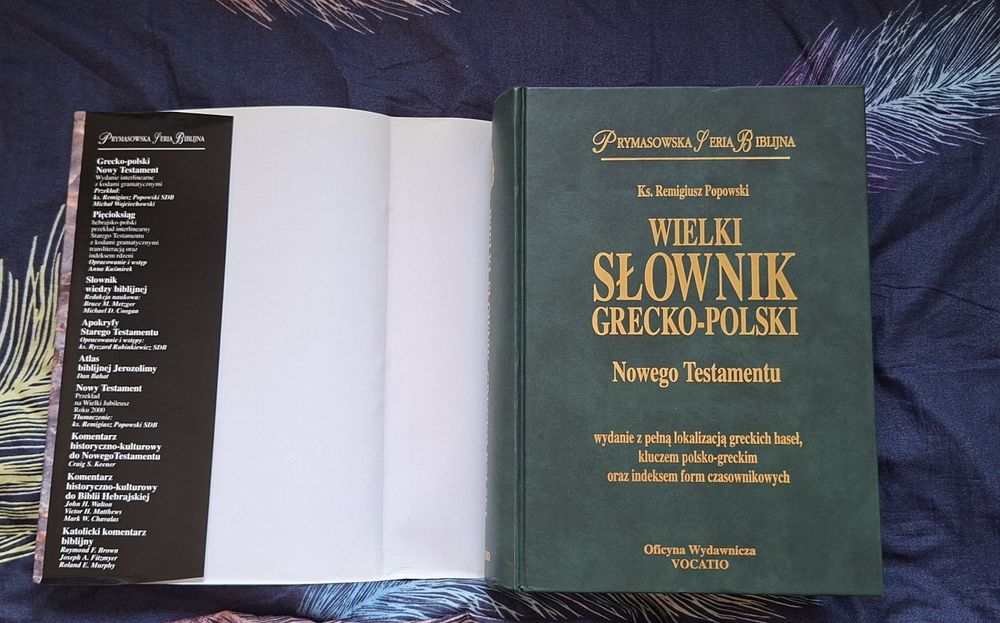 PRYMASOWSKA SERIA BIBLIJNA
Grecko-polski
Nowy Testament
Wydanie interlinearne
z kodami gramatycznymi
Przekład:
ks. Remigiusz Popowski SDB
Michał Wojciechowski
Pięcioksiąg
hebrajsko-polski
przekład interlinearny
Starego Testamentu
z kodami gramatycznymi
transliteracją oraz
indeksem rdzeni
Opracowanie i wstęp
Anna Kuśmirek
Słownik
wiedzy biblijnej
Redakcja naukowa:
Bruce M. Metzger
Michael D. Coogan
Apokryfy
Starego Testamentu
Opracowanie i wstępy:
ks. Ryszard Rubinkiewicz SDB
Atlas
biblijnej Jerozolimy
Dan Bahat
Nowy Testament
Przekład
na Wielki Jubileusz
Roku 2000
Tłumaczenie:
ks. Remigiusz Popowski SDB
Komentarz
historyczno-kulturowy
do NowegoTestamentu
Craig S. Keener
Komentarz
historyczno-kulturowy
do Biblii Hebrajskiej
John H. Walton
Victor H. Matthews
Mark W. Chavalas
Katolicki komentarz
biblijny
Raymond E. Brown
Joseph A. Fitzmyer
Roland E. Murphy
PRYMASOWSKA SERIA BIBLIJNA
Ks. Remigiusz Popowski
WIELKI
SŁOWNIK
GRECKO-POLSKI
Nowego Testamentu
wydanie z pełną lokalizacją greckich haseł,
kluczem polsko-greckim
oraz indeksem form czasownikowych
Oficyna Wydawnicza
VOCATIO